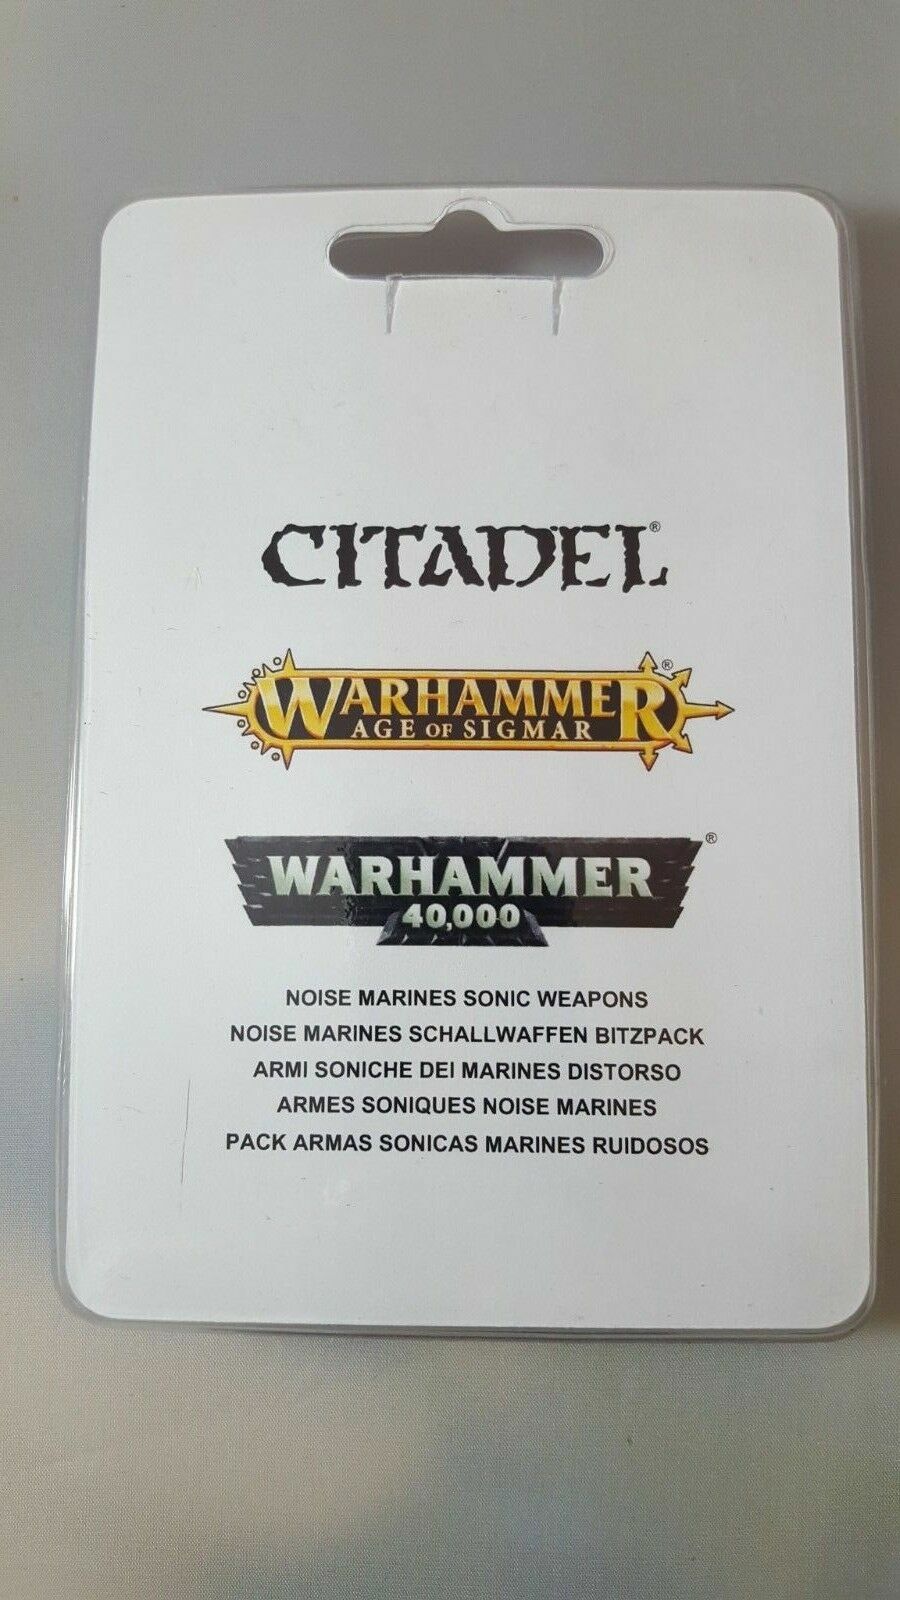 CITADEL®
WARHAMMER®
AGE OF SIGMAR
WARHAMMER®
40,000
NOISE MARINES SONIC WEAPONS
NOISE MARINES SCHALLWAFFEN BITZPACK
ARMI SONICHE DEI MARINES DISTORSO
ARMES SONIQUES NOISE MARINES
PACK ARMAS SONICAS MARINES RUIDOSOS